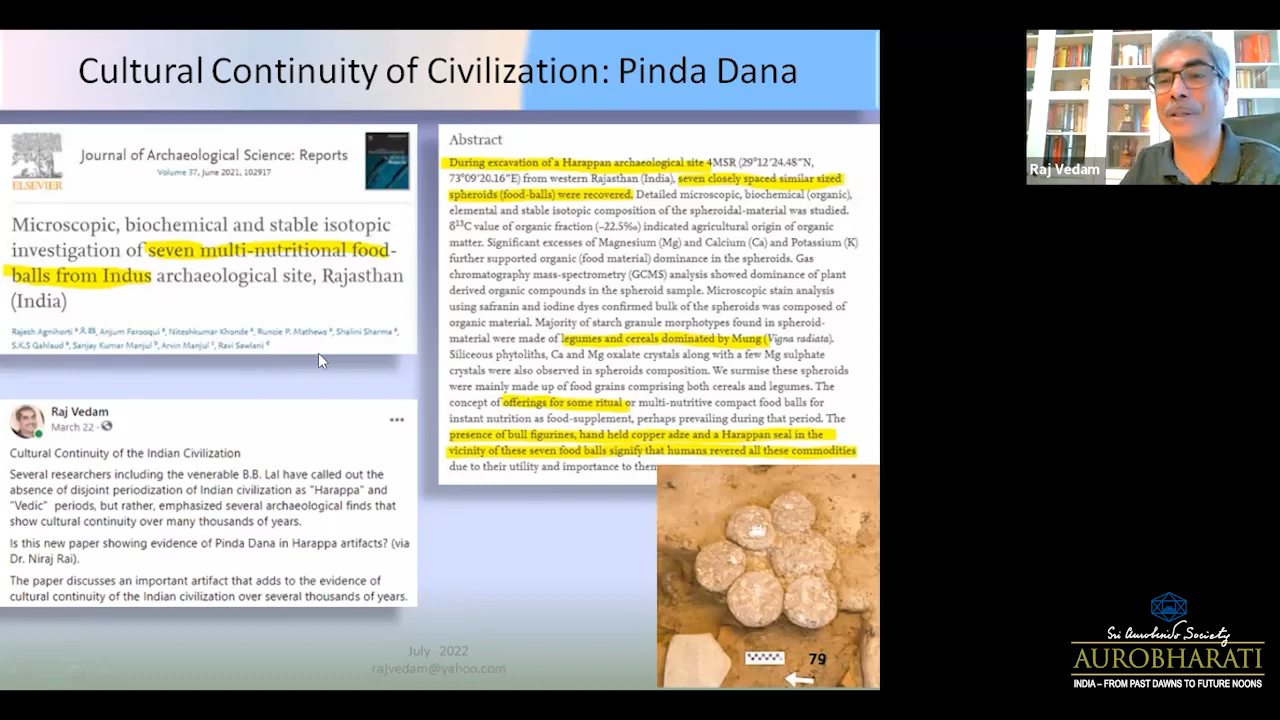 Cultural Continuity of Civilization: Pinda Dana
ELSEVIER
Journal of Archaeological Science: Reports
Volume 37, June 2021, 102917
Microscopic, biochemical and stable isotopic
investigation of seven multi-nutritional food-
balls from Indus archaeological site, Rajasthan
(India)
Rajesh Agnihorti, Anjum Farooqui, Niteshkumar Khonde, Runcie P. Mathews, Shalini Sharma,
S.K.S Gahlaud, Sanjay Kumar Manjul, Arvin Manjul, Ravi Sawlani
Raj Vedam
March 22
Cultural Continuity of the Indian Civilization
Several researchers including the venerable B.B. Lal have called out the
absence of disjoint periodization of Indian civilization as "Harappa" and
"Vedic" periods, but rather, emphasized several archaeological finds that
show cultural continuity over many thousands of years.
Is this new paper showing evidence of Pinda Dana in Harappa artifacts? (via
Dr. Niraj Rai).
The paper discusses an important artifact that adds to the evidence of
cultural continuity of the Indian civilization over several thousands of years.
Abstract
During excavation of a Harappan archaeological site 4MSR (29°12′24.48″N,
73°09′20.16″E) from western Rajasthan (India), seven closely spaced similar sized
spheroids (food-balls) were recovered. Detailed microscopic, biochemical (organic),
elemental and stable isotopic composition of the spheroidal-material was studied.
δ13C value of organic fraction (−22.5‰) indicated agricultural origin of organic
matter. Significant excesses of Magnesium (Mg) and Calcium (Ca) and Potassium (K)
further supported organic (food material) dominance in the spheroids. Gas
chromatography mass-spectrometry (GCMS) analysis showed dominance of plant
derived organic compounds in the spheroid sample. Microscopic stain analysis
using safranin and iodine dyes confirmed bulk of the spheroids was composed of
organic material. Majority of starch granule morphotypes found in spheroid-
material were made of legumes and cereals dominated by Mung (Vigna radiata).
Siliceous phytoliths, Ca and Mg oxalate crystals along with a few Mg sulphate
crystals were also observed in spheroids composition. We surmise these spheroids
were mainly made up of food grains comprising both cereals and legumes. The
concept of offerings for some ritual or multi-nutritive compact food balls for
instant nutrition as food-supplement, perhaps prevailing during that period. The
presence of bull figurines, hand held copper adze and a Harappan seal in the
vicinity of these seven food balls signify that humans revered all these commodities
due to their utility and importance to them
July 2022
rajvedam@yahoo.com
79
Raj Vedam
Sri Aurobindo Society
AUROBHARATI
INDIA – FROM PAST DAWNS TO FUTURE NOONS